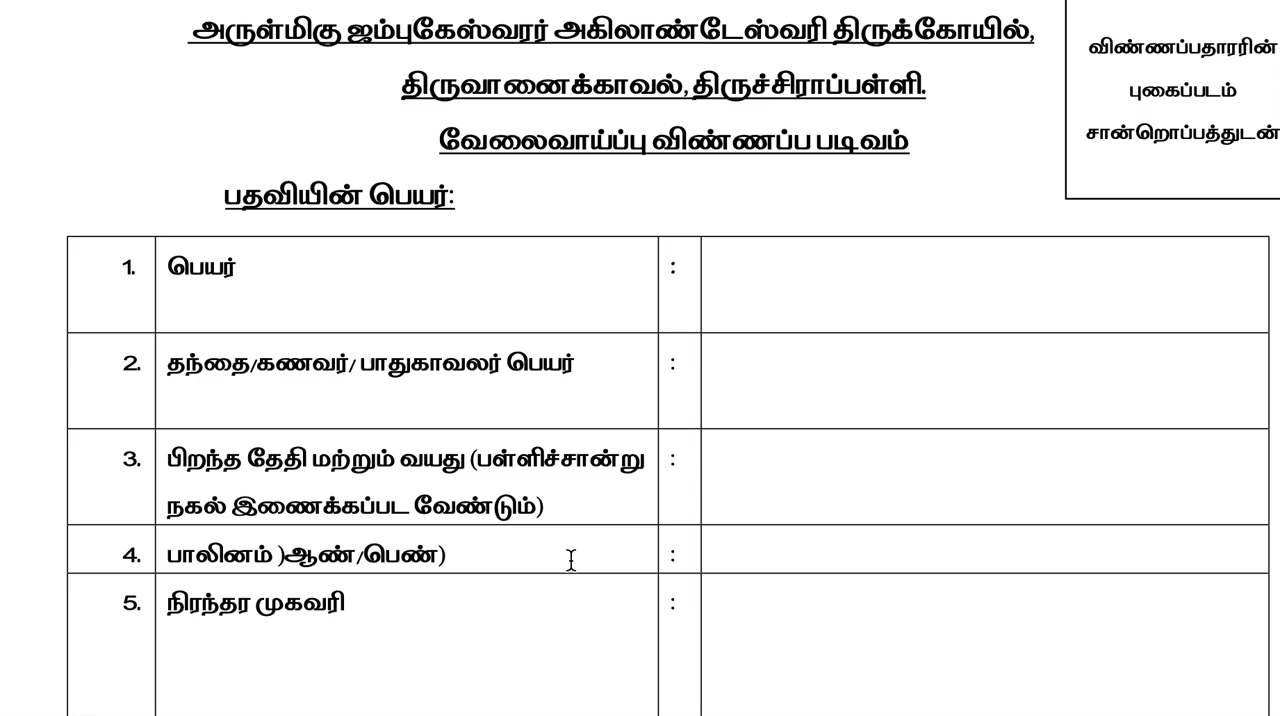 அருள்மிகு ஜம்புகேஸ்வரர் அகிலாண்டேஸ்வரி திருக்கோயில்,
திருவானைக்காவல், திருச்சிராப்பள்ளி.
வேலைவாய்ப்பு விண்ணப்ப படிவம்
விண்ணப்பதாரரின்
புகைப்படம்
சான்றொப்பத்துடன்
பதவியின் பெயர்:
1. பெயர் :
2. தந்தை/கணவர்/ பாதுகாவலர் பெயர் :
3. பிறந்த தேதி மற்றும் வயது (பள்ளிச்சான்று :
நகல் இணைக்கப்பட வேண்டும்)
4. பாலினம் )ஆண்/பெண்) :
5. நிரந்தர முகவரி :